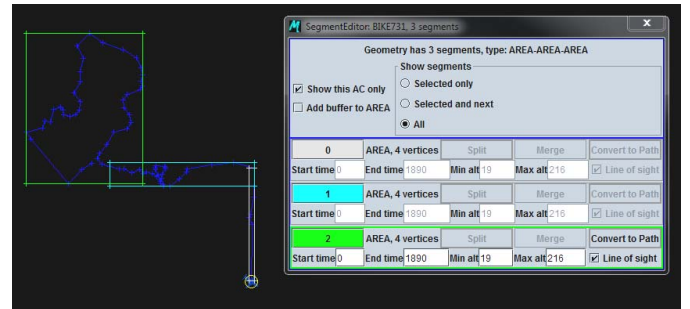 SegmentEditor: BIKE731, 3 segments
X
Geometry has 3 segments, type: AREA-AREA-AREA
Show segments
Show this AC only
Selected only
Add buffer to AREA
Selected and next
All
0 AREA, 4 vertices Split Merge Convert to Path
Start time 0 End time 1890 Min alt 19 Max alt 216 Line of sight
1 AREA, 4 vertices Split Merge Convert to Path
Start time 0 End time 1890 Min alt 19 Max alt 216 Line of sight
2 AREA, 4 vertices Split Merge Convert to Path
Start time 0 End time 1890 Min alt 19 Max alt 216 Line of sight